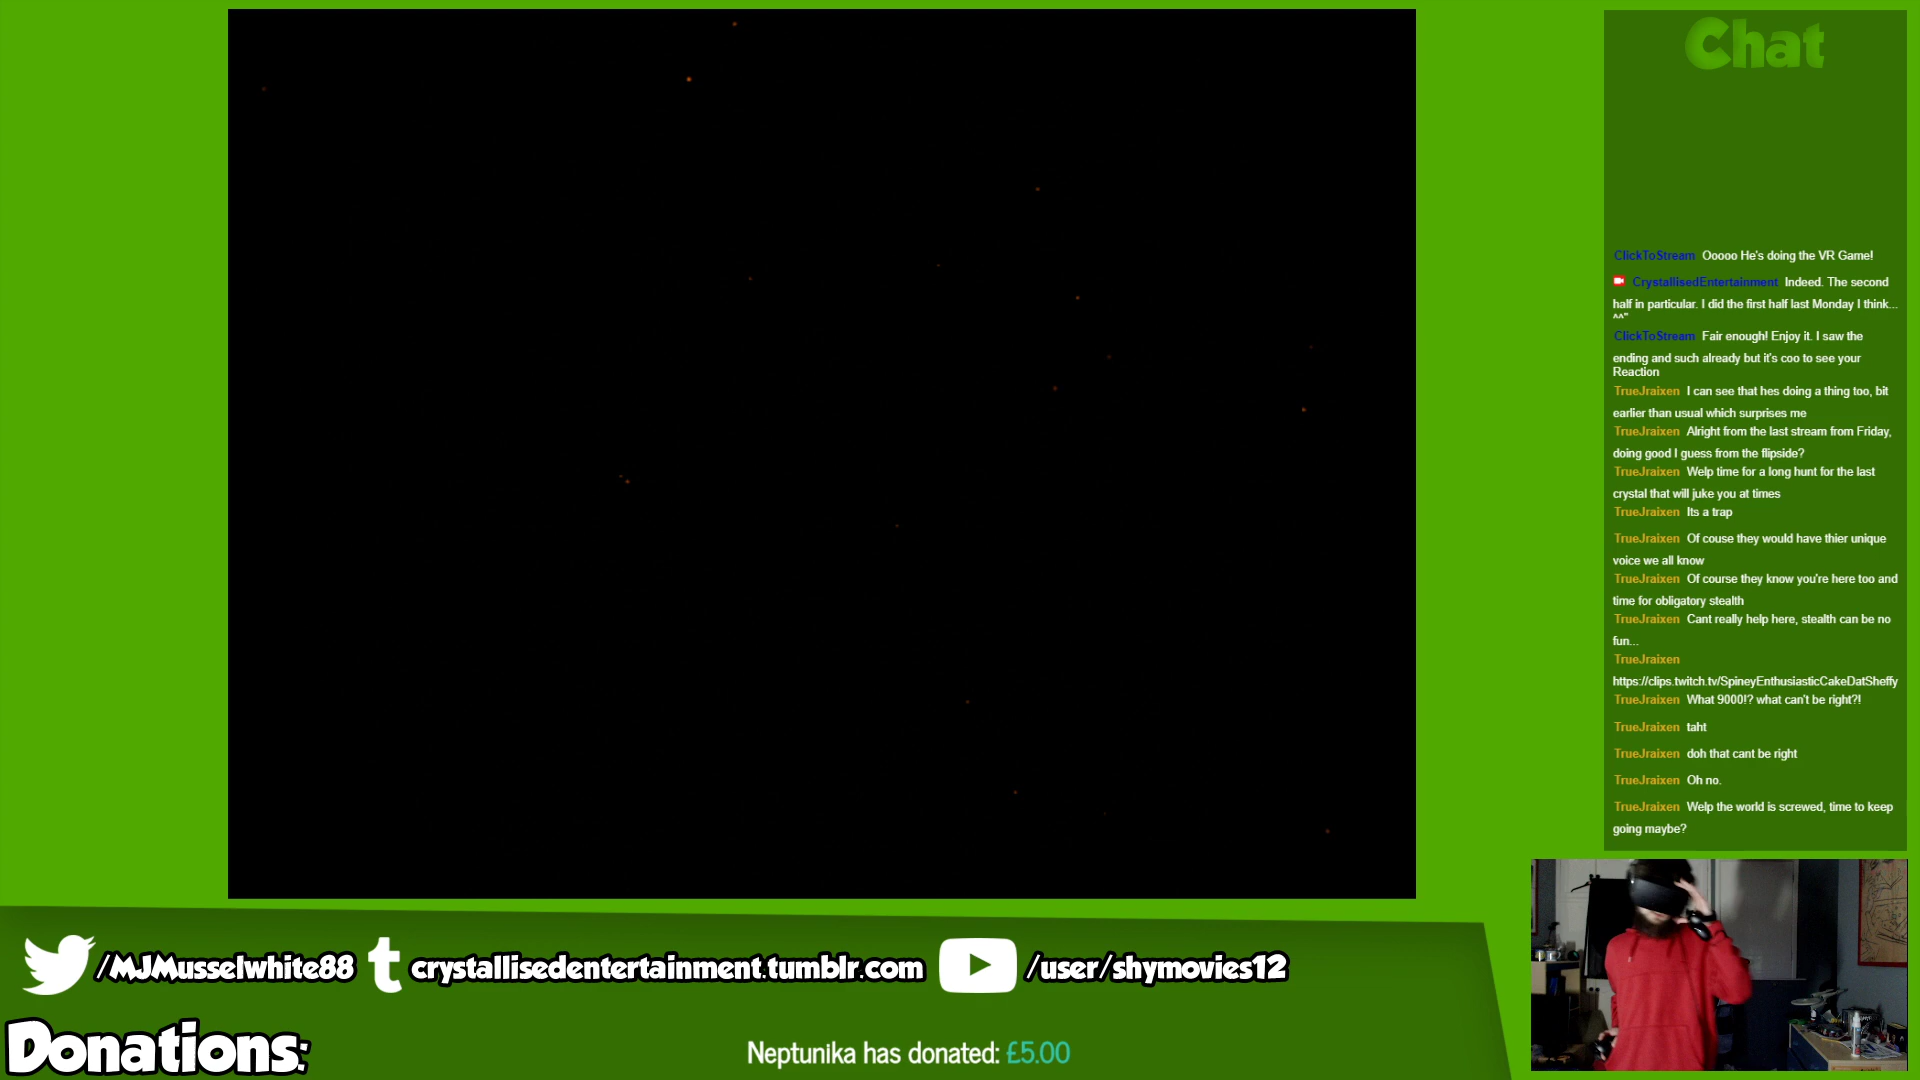 Chat
ClickToStream Ooooo He's doing the VR Game!
CrystallisedEntertainment Indeed. The second
half in particular. I did the first half last Monday I think...
^^"
ClickToStream Fair enough! Enjoy it. I saw the
ending and such already but it's coo to see your
Reaction
TrueJraixen I can see that hes doing a thing too, bit
earlier than usual which surprises me
TrueJraixen Alright from the last stream from Friday,
doing good I guess from the flipside?
TrueJraixen Welp time for a long hunt for the last
crystal that will juke you at times
TrueJraixen Its a trap
TrueJraixen Of couse they would have thier unique
voice we all know
TrueJraixen Of course they know you're here too and
time for obligatory stealth
TrueJraixen Cant really help here, stealth can be no
fun...
TrueJraixen
https://clips.twitch.tv/SpineyEnthusiasticCakeDatSheffy
TrueJraixen What 9000!? what can't be right?!
TrueJraixen taht
TrueJraixen doh that cant be right
TrueJraixen Oh no.
TrueJraixen Welp the world is screwed, time to keep
going maybe?
/MJMusselwhite88 crystallisedentertainment.tumblr.com /user/shymovies12
Donations:
Neptunika has donated: £5.00